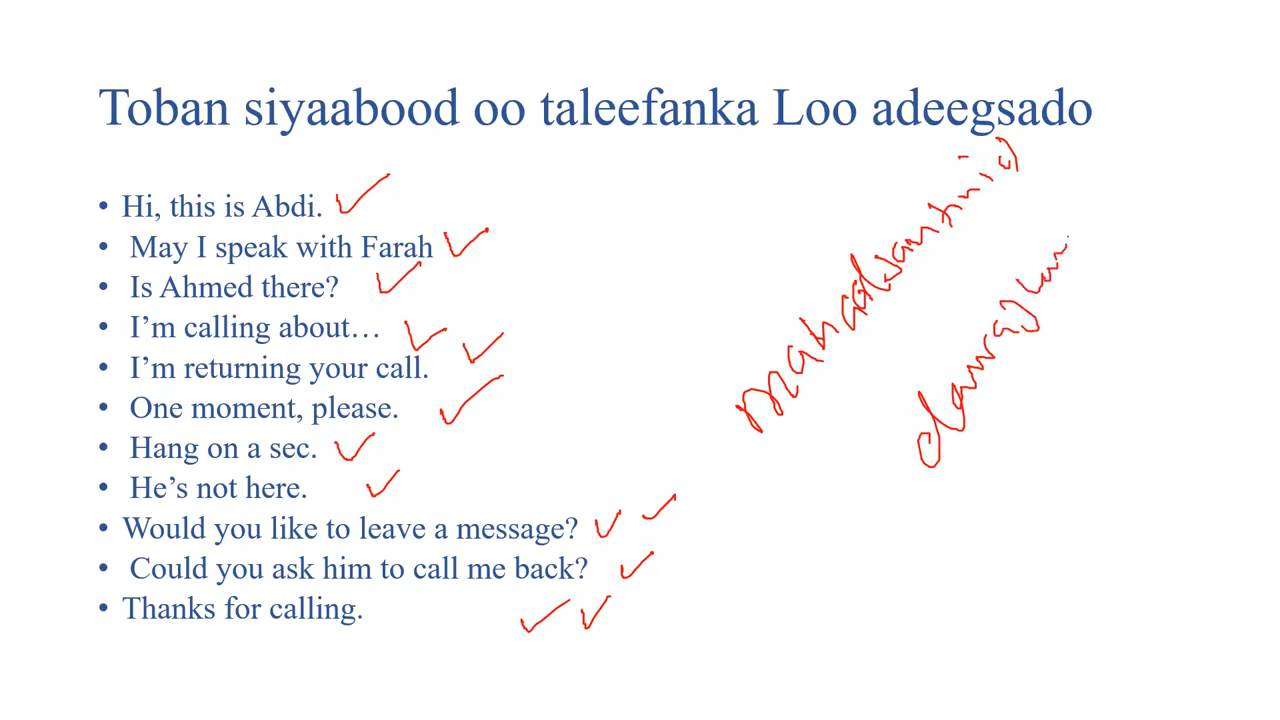 Toban siyaabood oo taleefanka Loo adeegsado
• Hi, this is Abdi.
• May I speak with Farah
• Is Ahmed there?
• I’m calling about…
• I’m returning your call.
• One moment, please.
• Hang on a sec.
• He’s not here.
• Would you like to leave a message?
• Could you ask him to call me back?
• Thanks for calling.